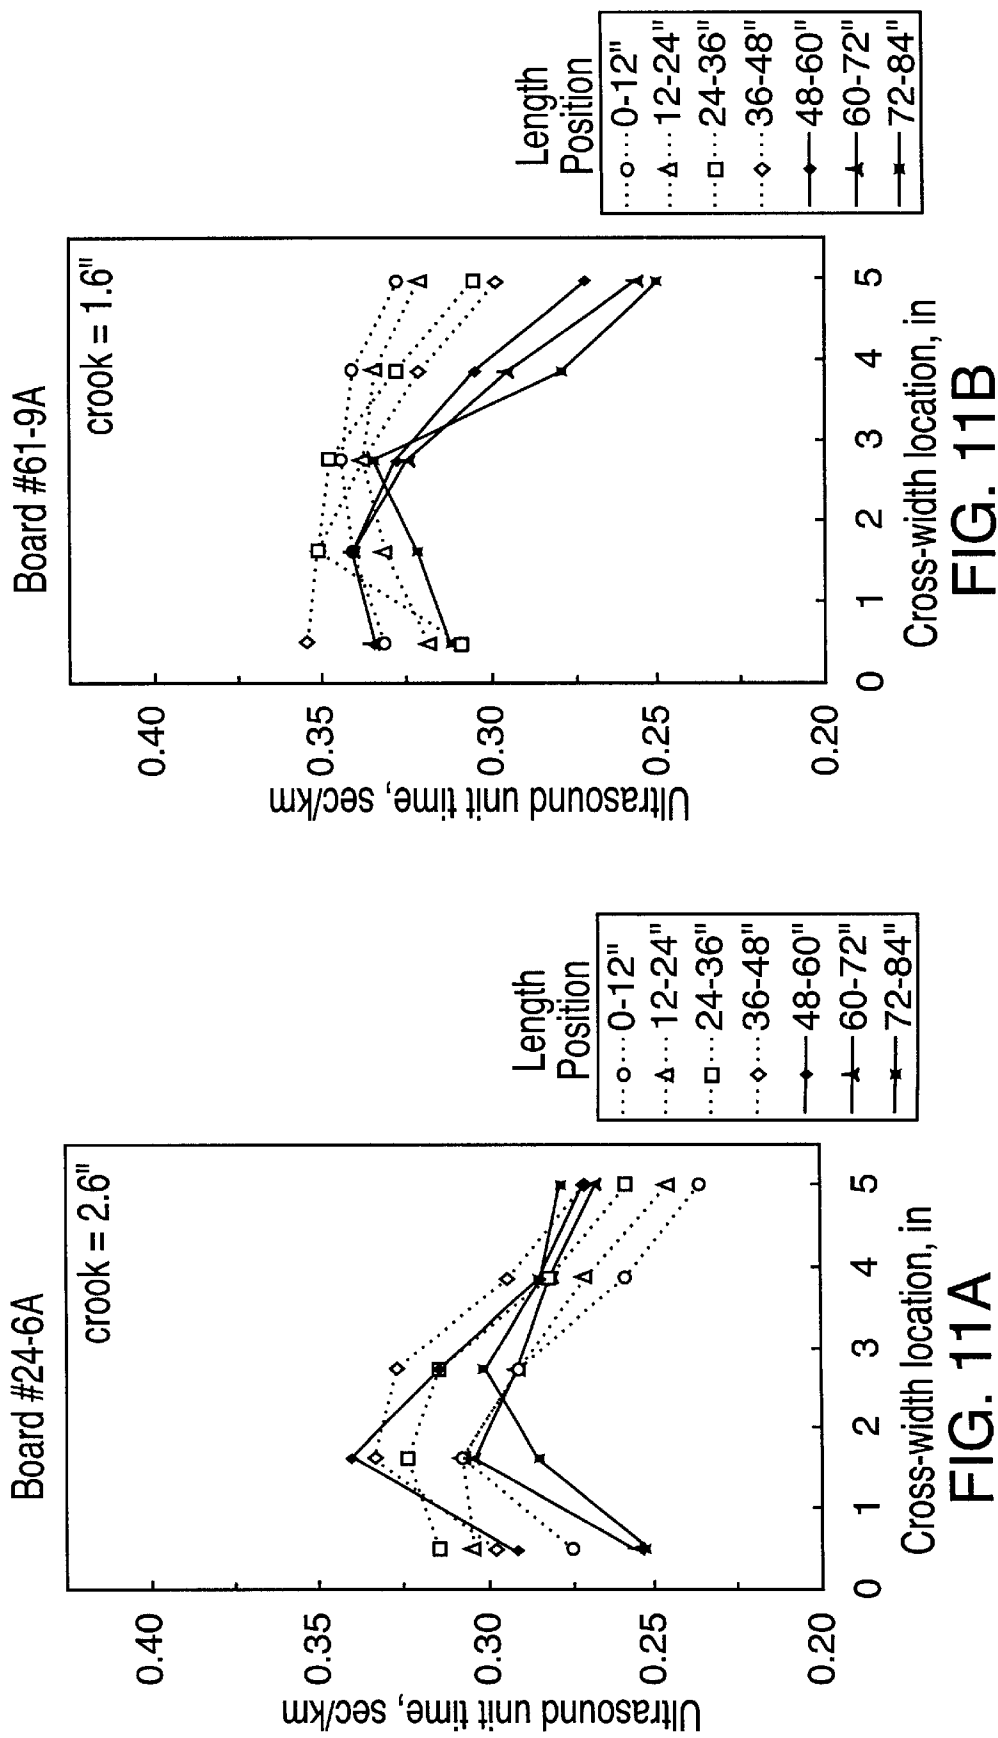 Board #24-6A
crook = 2.6"
Ultrasound unit time, sec/km
0.40
0.35
0.30
0.25
0.20
0
1
2
3
4
5
Cross-width location, in
Length
Position
0-12"
12-24"
24-36"
36-48"
48-60"
60-72"
72-84"
FIG. 11A
Board #61-9A
crook = 1.6"
Ultrasound unit time, sec/km
0.40
0.35
0.30
0.25
0.20
0
1
2
3
4
5
Cross-width location, in
Length
Position
0-12"
12-24"
24-36"
36-48"
48-60"
60-72"
72-84"
FIG. 11B